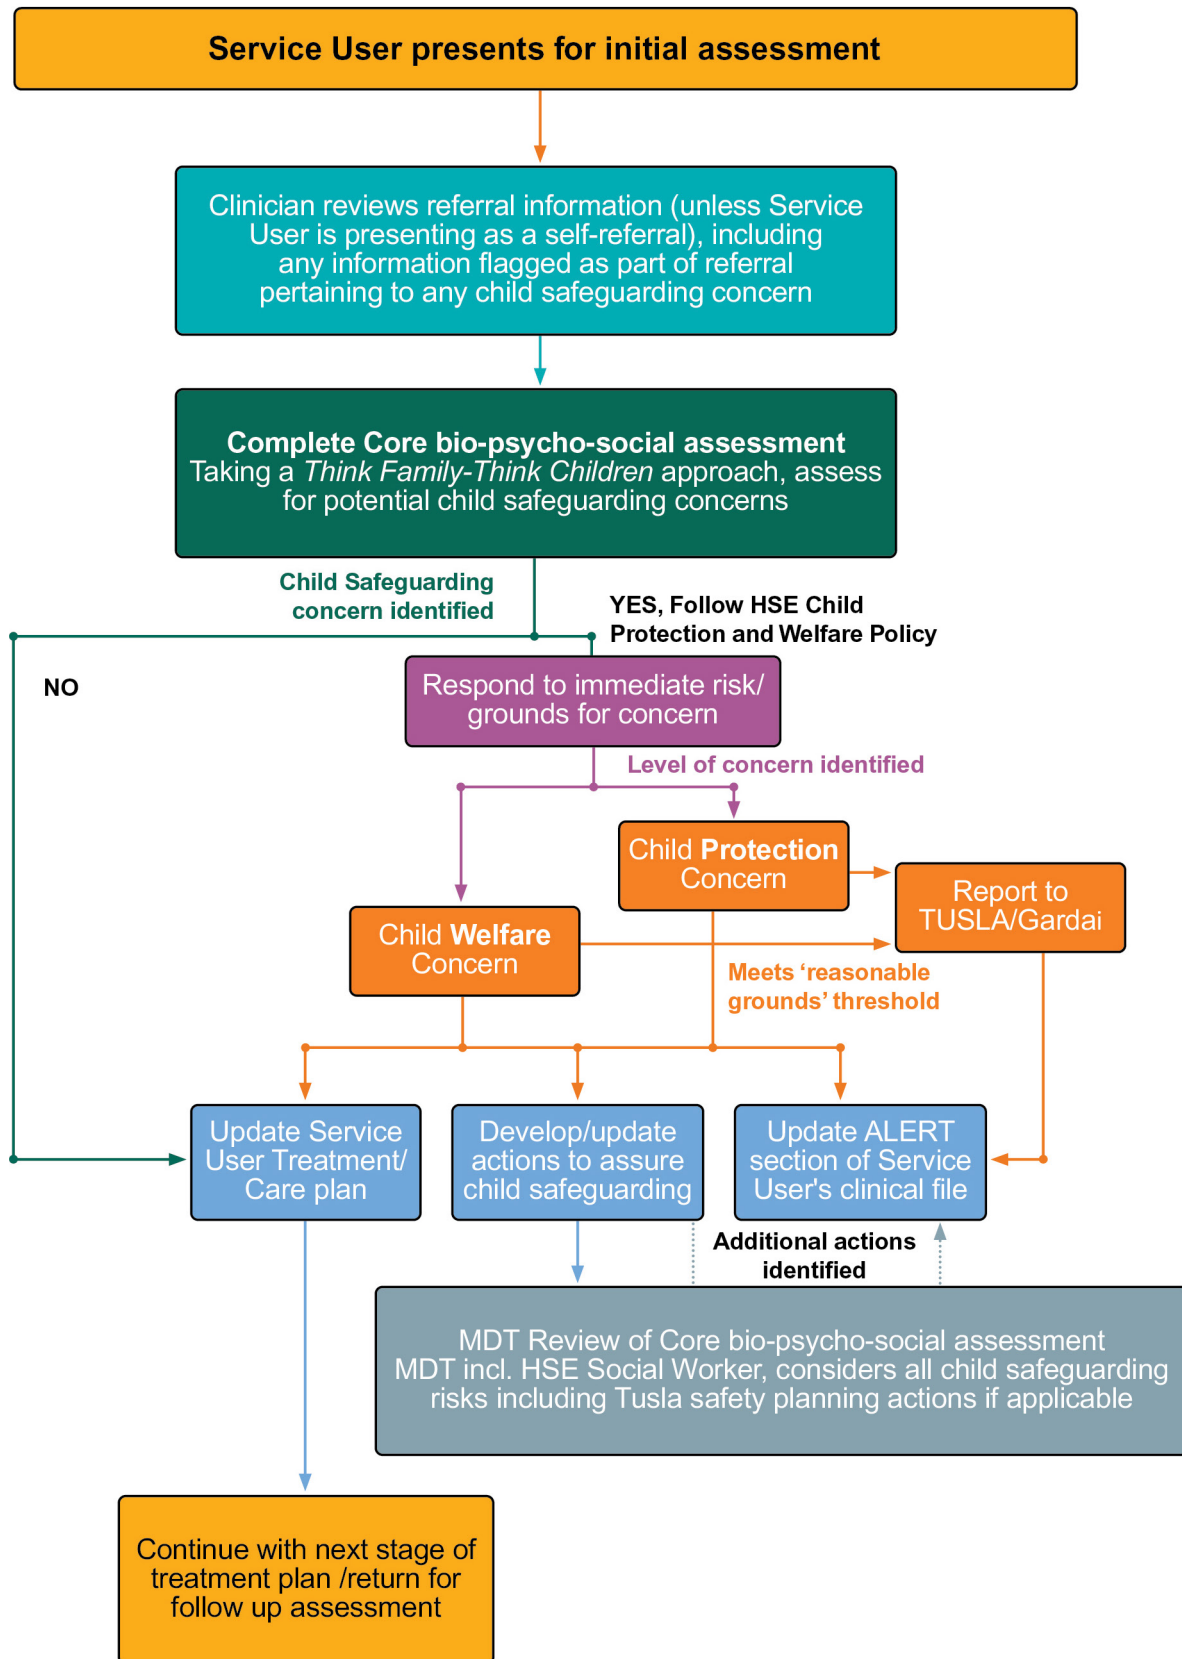 Service User presents for initial assessment
Clinician reviews referral information (unless Service
User is presenting as a self-referral), including
any information flagged as part of referral
pertaining to any child safeguarding concern
Complete Core bio-psycho-social assessment
Taking a Think Family-Think Children approach, assess
for potential child safeguarding concerns
Child Safeguarding
concern identified
YES, Follow HSE Child
Protection and Welfare Policy
NO
Respond to immediate risk/
grounds for concern
Level of concern identified
Child Protection
Concern
Report to
TUSLA/Gardai
Child Welfare
Concern
Meets ‘reasonable
grounds’ threshold
Update Service
User Treatment/
Care plan
Develop/update
actions to assure
child safeguarding
Update ALERT
section of Service
User's clinical file
Additional actions
identified
MDT Review of Core bio-psycho-social assessment
MDT incl. HSE Social Worker, considers all child safeguarding
risks including Tusla safety planning actions if applicable
Continue with next stage of
treatment plan /return for
follow up assessment